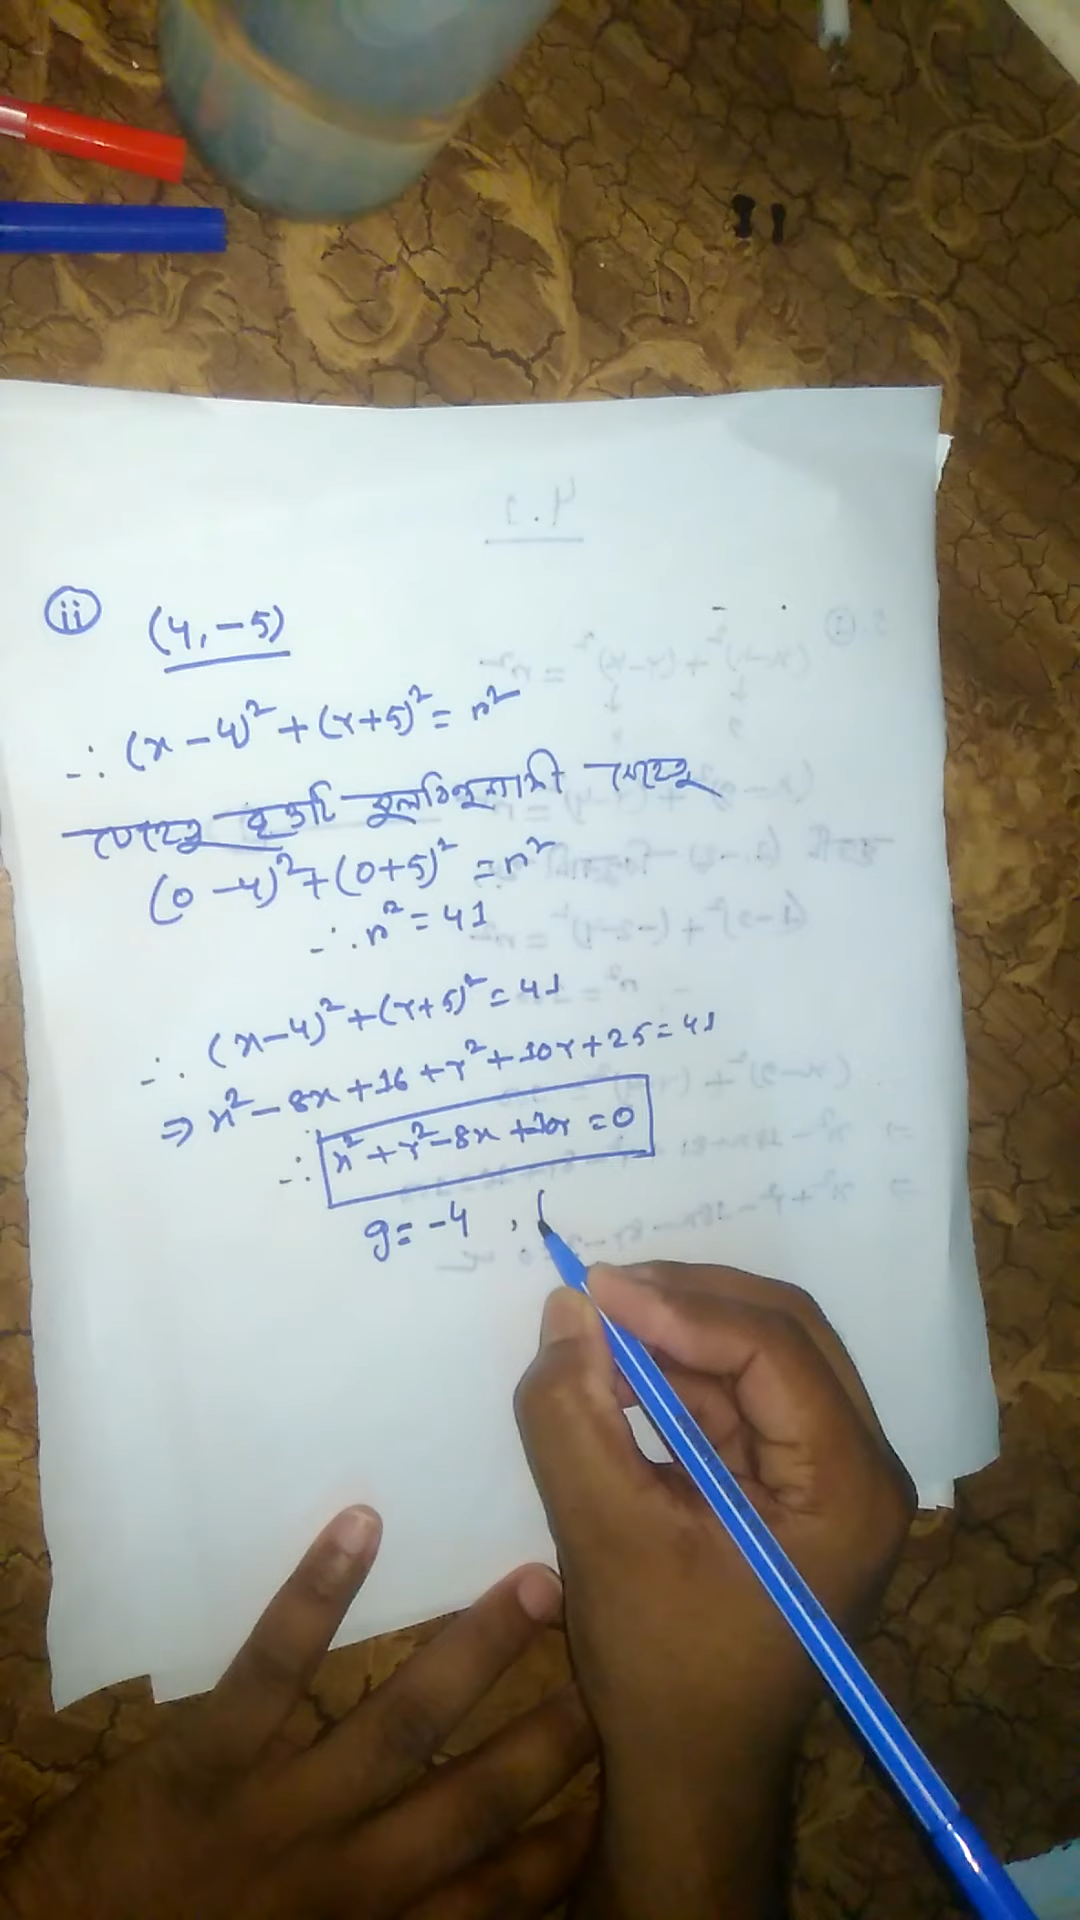 ii (4, -5)
∴ (x - 4)² + (y + 5)² = r²
যেহেতু বৃত্তটি মূলবিন্দুগামী সেহেতু
(0 - 4)² + (0 + 5)² = r²
∴ r² = 41
∴ (x - 4)² + (y + 5)² = 41
⇒ x² - 8x + 16 + y² + 10y + 25 = 41
∴ x² + y² - 8x + 10y = 0
g = -4 ,